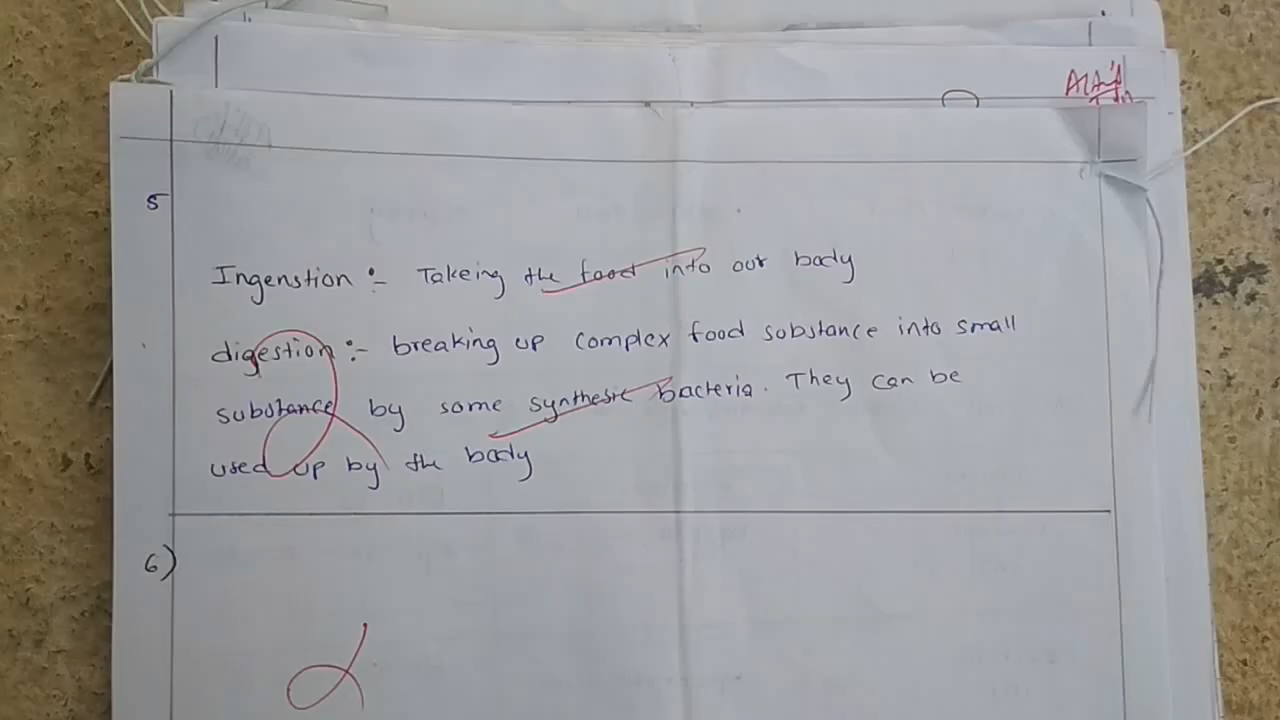 5
Ingenstion :- Takeing the food into our body
digestion :- breaking up complex food substance into small
substance by some synthesic bacteria. They can be
used up by the body
6)